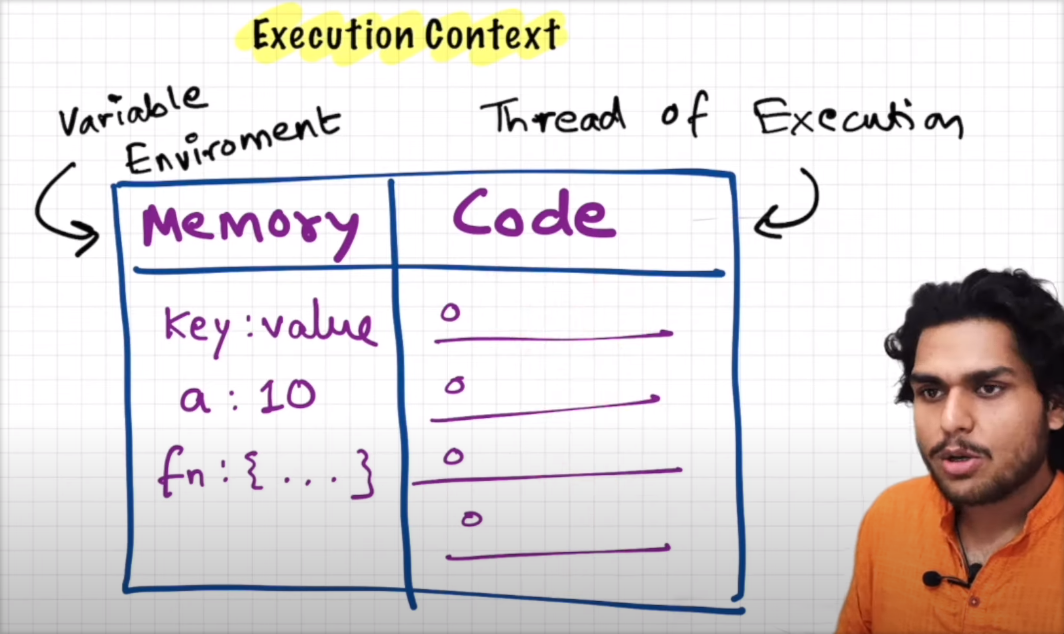 Execution Context
Variable
Enviroment
Thread of Execution
Memory
Code
key : value
a : 10
fn : { ... }